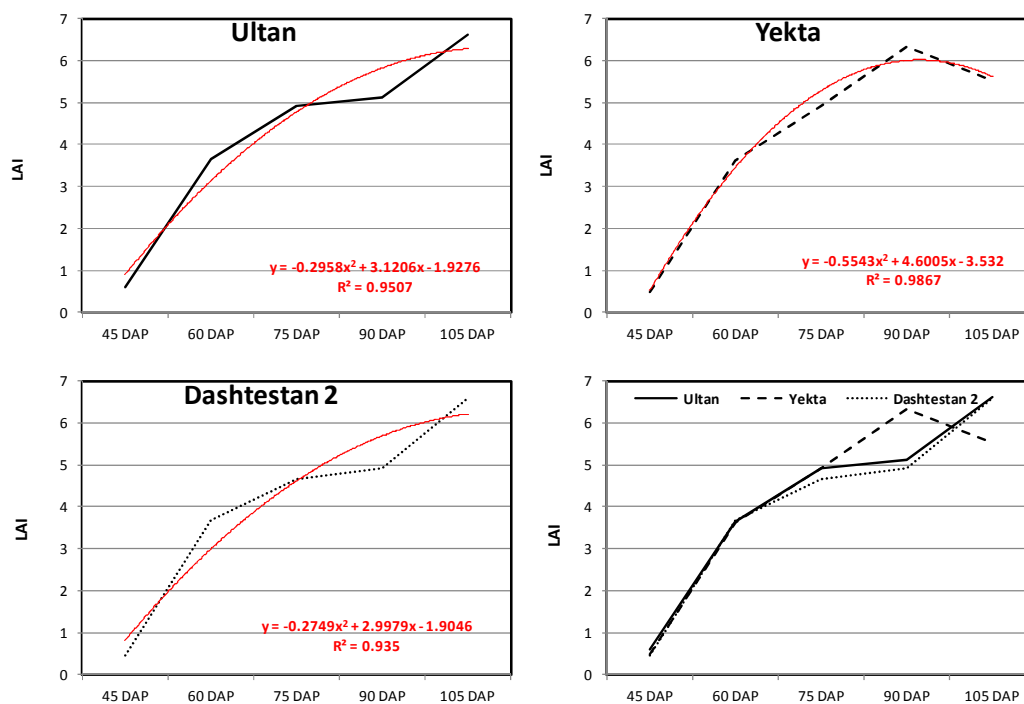 Ultan
7
6
5
4
3
2
1
0
LAI
y = -0.2958x² + 3.1206x - 1.9276
R² = 0.9507
45 DAP 60 DAP 75 DAP 90 DAP 105 DAP
Yekta
7
6
5
4
3
2
1
0
LAI
y = -0.5543x² + 4.6005x - 3.532
R² = 0.9867
45 DAP 60 DAP 75 DAP 90 DAP 105 DAP
Dashtestan 2
7
6
5
4
3
2
1
0
LAI
y = -0.2749x² + 2.9979x - 1.9046
R² = 0.935
45 DAP 60 DAP 75 DAP 90 DAP 105 DAP
Ultan Yekta Dashtestan 2
7
6
5
4
3
2
1
0
LAI
45 DAP 60 DAP 75 DAP 90 DAP 105 DAP